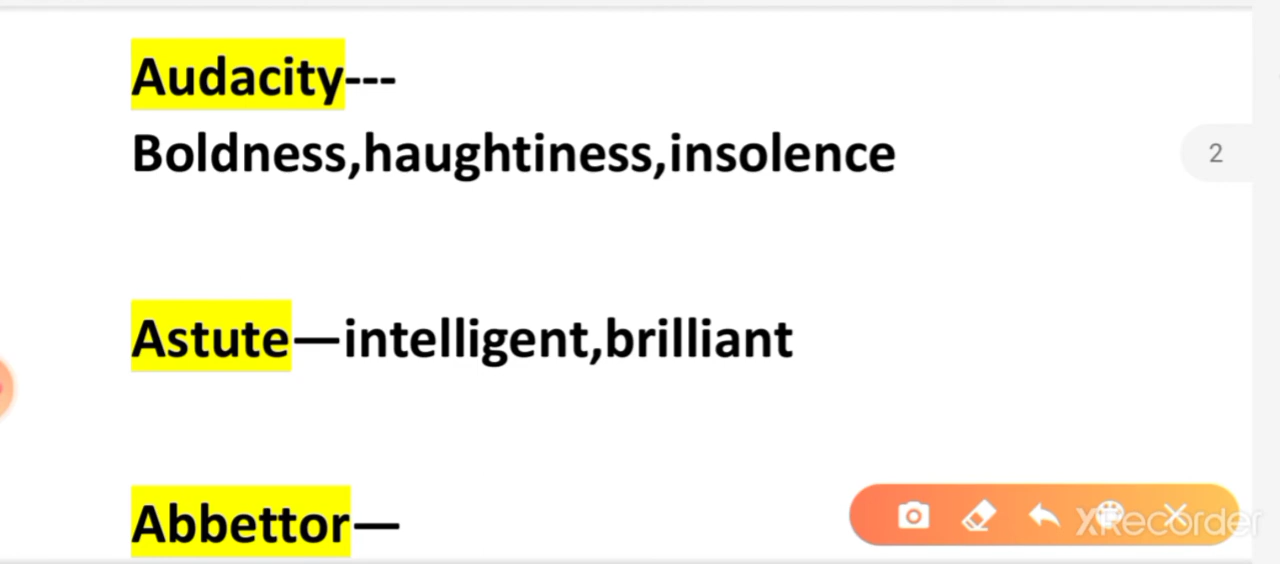 Audacity---
Boldness,haughtiness,insolence
2
Astute—intelligent,brilliant
Abbettor—
XRecorder